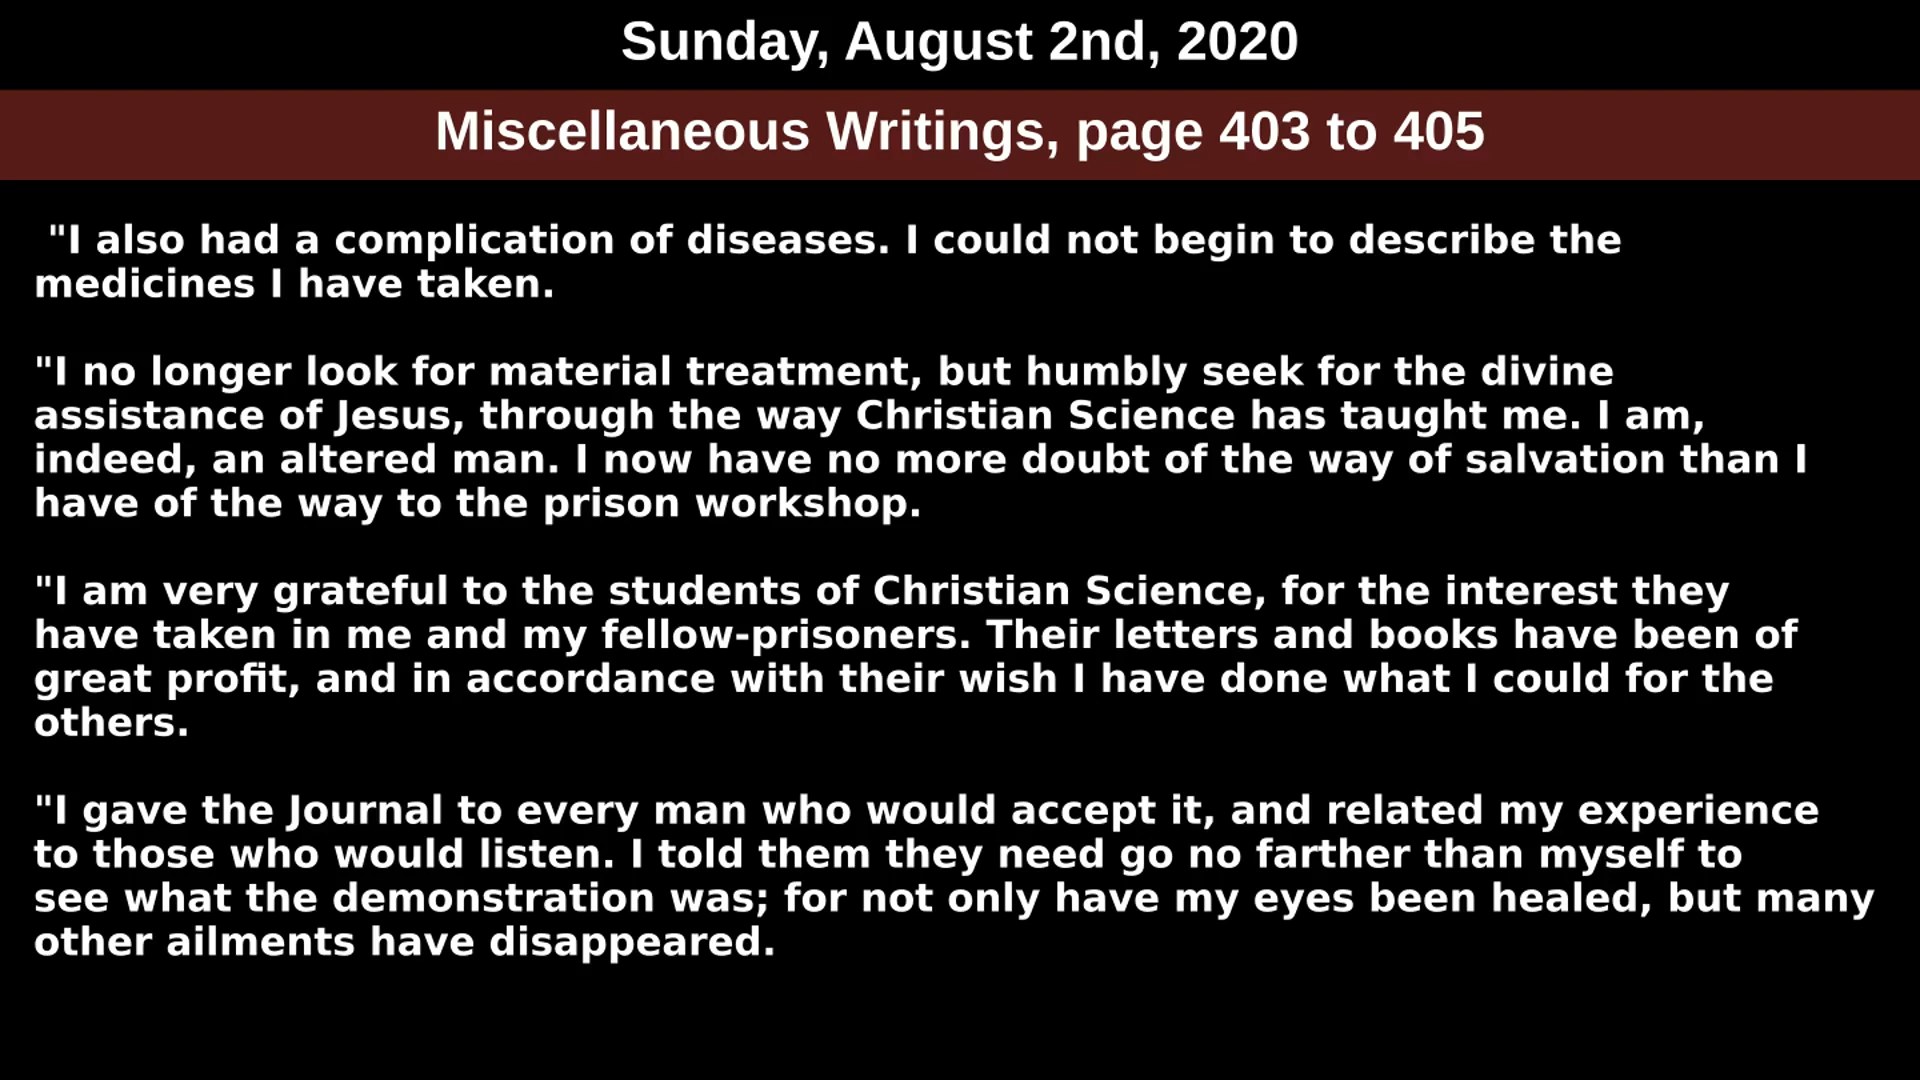 Sunday, August 2nd, 2020
Miscellaneous Writings, page 403 to 405
"I also had a complication of diseases. I could not begin to describe the
medicines I have taken.
"I no longer look for material treatment, but humbly seek for the divine
assistance of Jesus, through the way Christian Science has taught me. I am,
indeed, an altered man. I now have no more doubt of the way of salvation than I
have of the way to the prison workshop.
"I am very grateful to the students of Christian Science, for the interest they
have taken in me and my fellow-prisoners. Their letters and books have been of
great profit, and in accordance with their wish I have done what I could for the
others.
"I gave the Journal to every man who would accept it, and related my experience
to those who would listen. I told them they need go no farther than myself to
see what the demonstration was; for not only have my eyes been healed, but many
other ailments have disappeared.